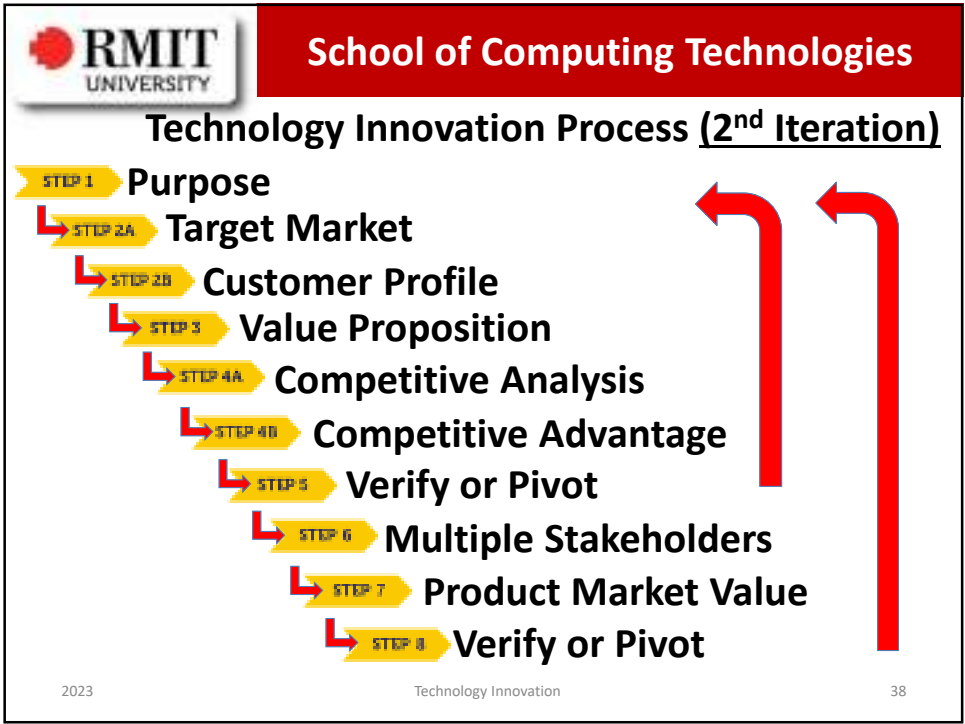 RMIT
UNIVERSITY
School of Computing Technologies
Technology Innovation Process (2nd Iteration)
STEP 1 Purpose
STEP 2A Target Market
STEP 2B Customer Profile
STEP 3 Value Proposition
STEP 4A Competitive Analysis
STEP 4B Competitive Advantage
STEP 5 Verify or Pivot
STEP 6 Multiple Stakeholders
STEP 7 Product Market Value
STEP 8 Verify or Pivot
2023 Technology Innovation 38